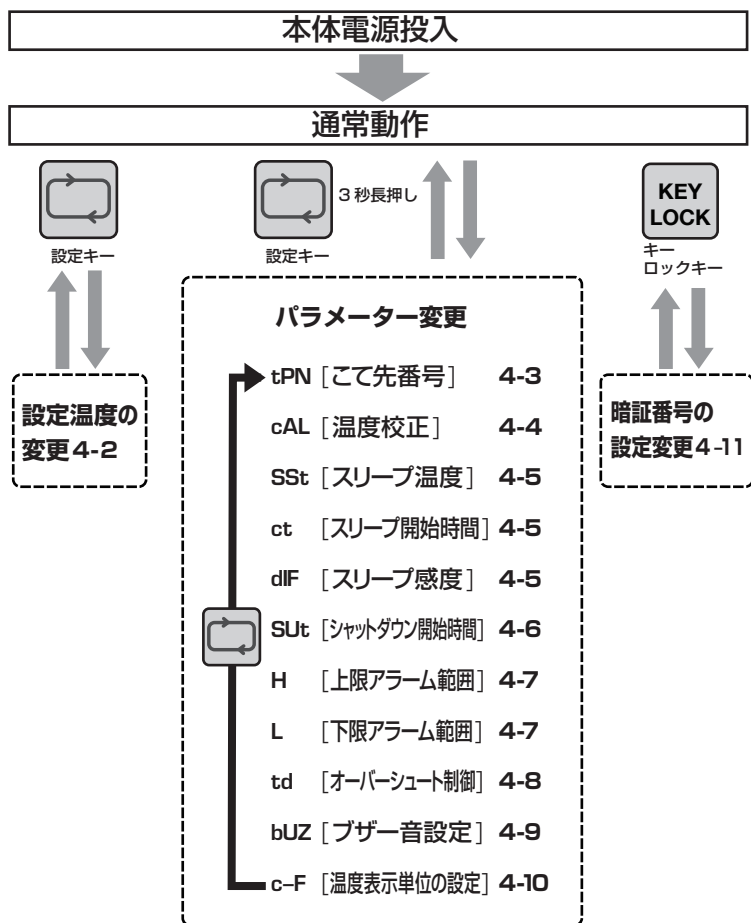 本体電源投入
通常動作
設定キー
3秒長押し
設定キー
KEY
LOCK
キー
ロックキー
設定温度の
変更4-2
パラメーター変更
tPN [こて先番号] 4-3
cAL [温度校正] 4-4
SSt [スリープ温度] 4-5
ct [スリープ開始時間] 4-5
dIF [スリープ感度] 4-5
SUt [シャットダウン開始時間] 4-6
H [上限アラーム範囲] 4-7
L [下限アラーム範囲] 4-7
td [オーバーシュート制御] 4-8
bUZ [ブザー音設定] 4-9
c-F [温度表示単位の設定] 4-10
暗証番号の
設定変更4-11